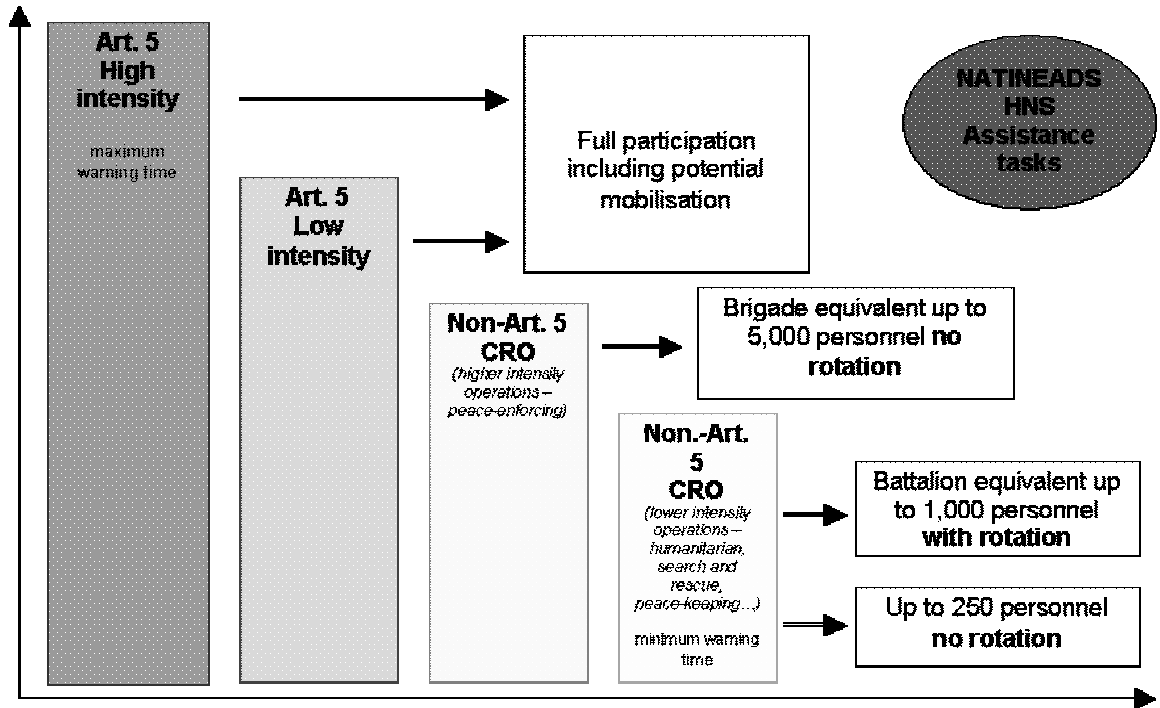 Art. 5
High
intensity
maximum
warning time
Art. 5
Low
intensity
Full participation
including potential
mobilisation
NATINEADS
HNS
Assistance
tasks
Non-Art. 5
CRO
(higher intensity
operations –
peace-enforcing)
Brigade equivalent up to
5,000 personnel no
rotation
Non.-Art.
5
CRO
(lower intensity
operations –
humanitarian,
search and
rescue,
peace-keeping...)
minimum warning
time
Battalion equivalent up
to 1,000 personnel
with rotation
Up to 250 personnel
no rotation